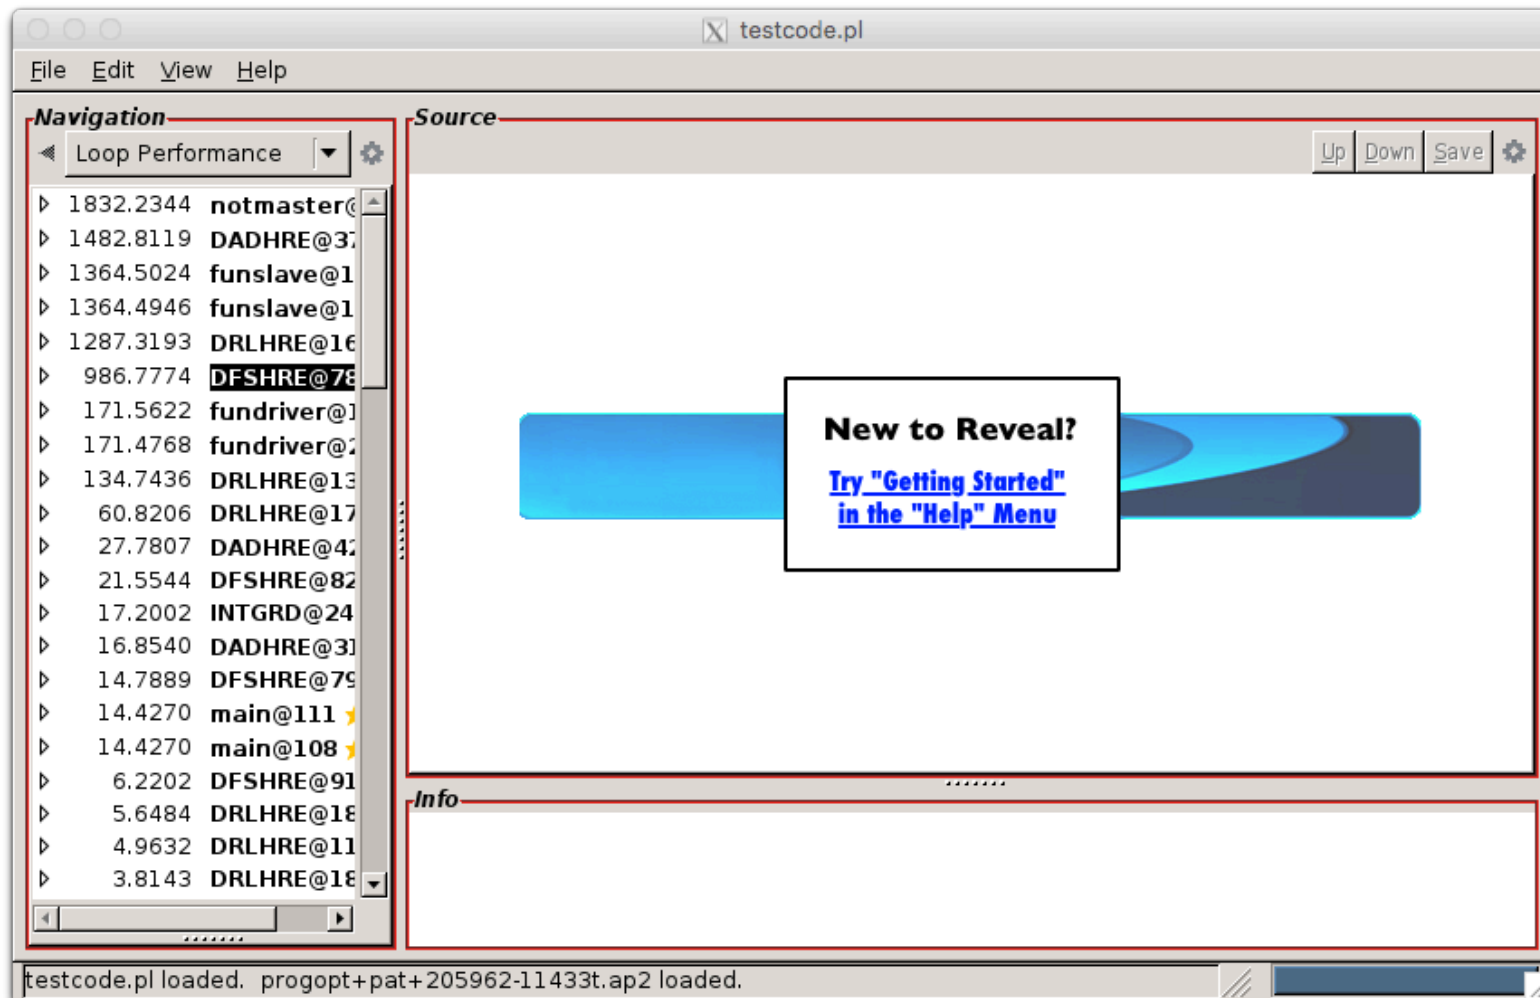 testcode.pl
File Edit View Help
Navigation
Loop Performance
1832.2344 notmaster@
1482.8119 DADHRE@37
1364.5024 funslave@1
1364.4946 funslave@1
1287.3193 DRLHRE@16
986.7774 DFSHRE@78
171.5622 fundriver@1
171.4768 fundriver@2
134.7436 DRLHRE@13
60.8206 DRLHRE@17
27.7807 DADHRE@42
21.5544 DFSHRE@82
17.2002 INTGRD@24
16.8540 DADHRE@31
14.7889 DFSHRE@79
14.4270 main@111
14.4270 main@108
6.2202 DFSHRE@91
5.6484 DRLHRE@18
4.9632 DRLHRE@11
3.8143 DRLHRE@18
Source
Up Down Save
New to Reveal?
Try "Getting Started"
in the "Help" Menu
Info
testcode.pl loaded. progopt+pat+205962-11433t.ap2 loaded.